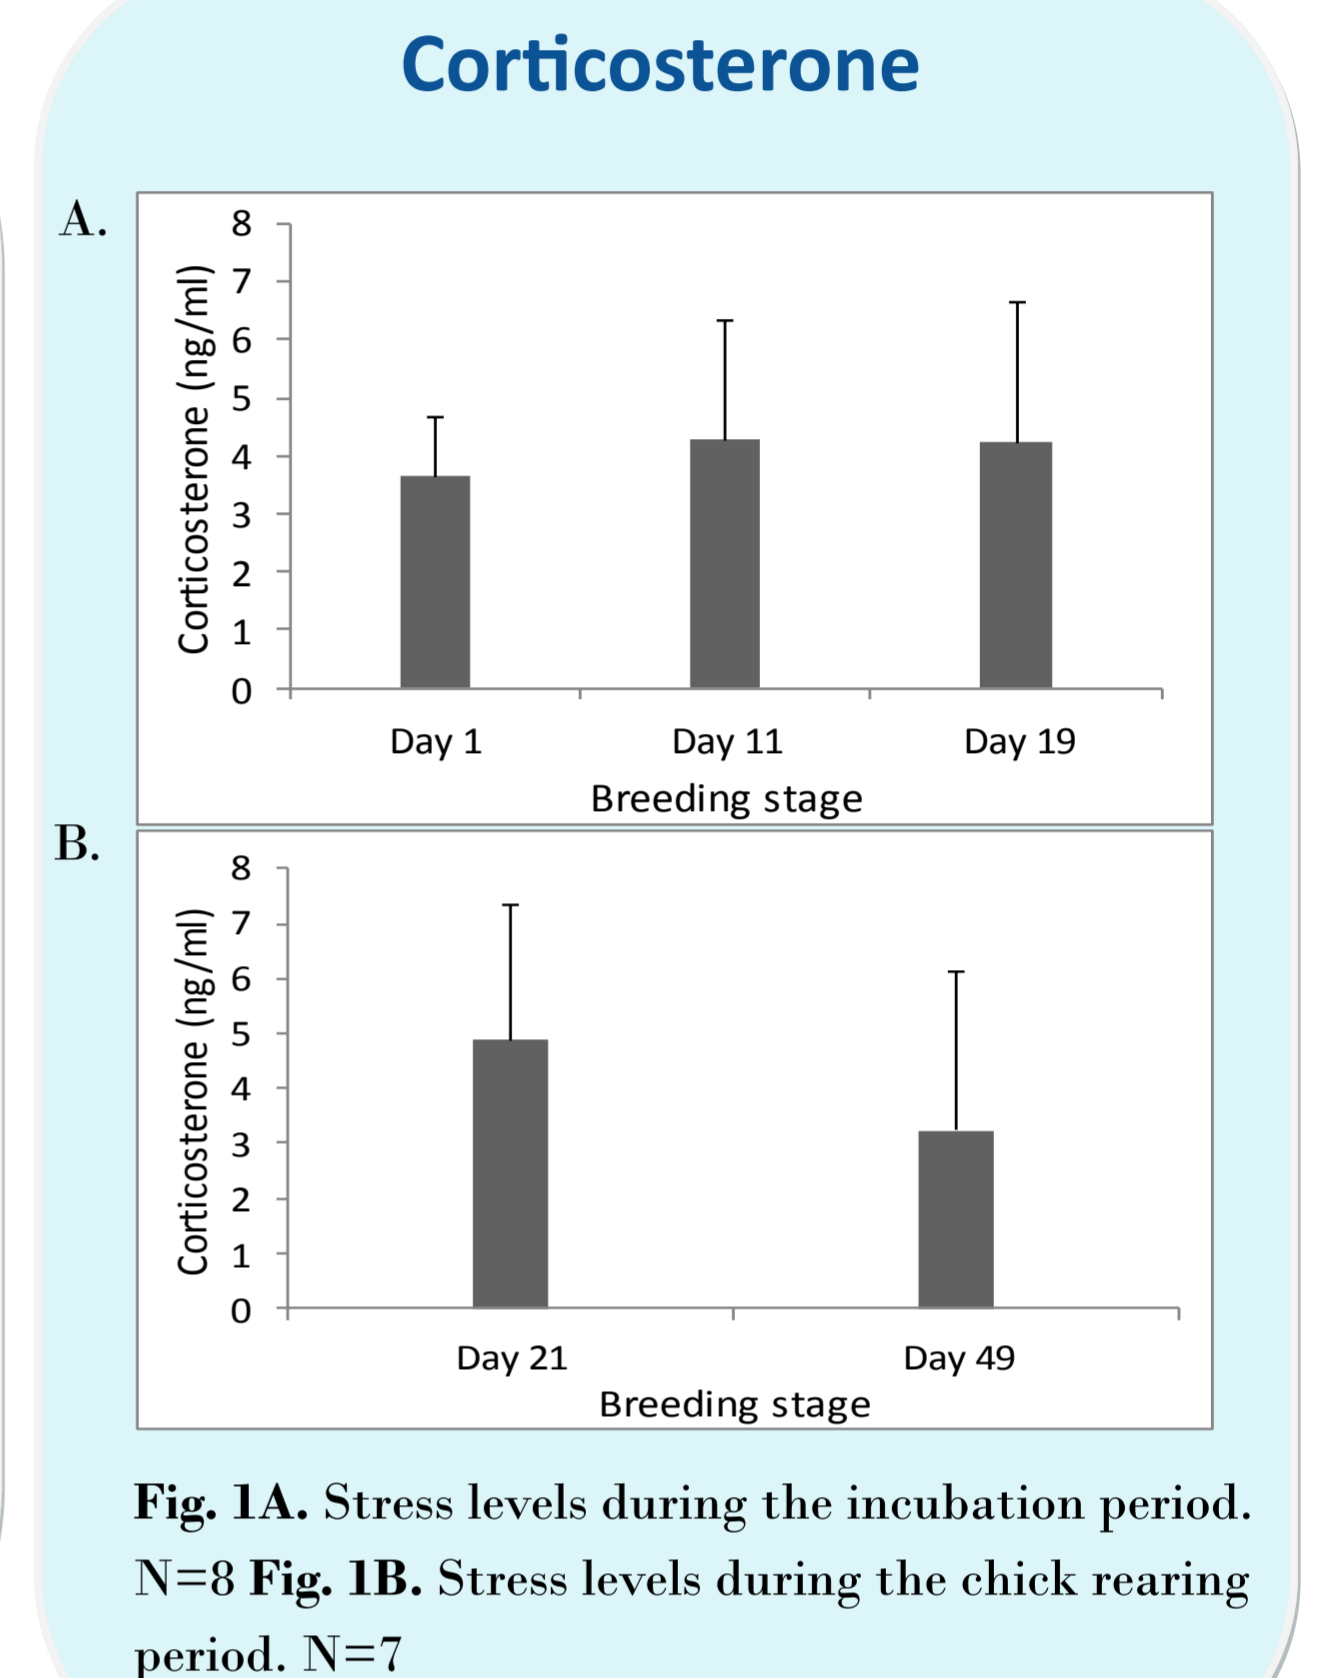 Corticosterone
A.
Corticosterone (ng/ml)
8
7
6
5
4
3
2
1
0
Day 1 Day 11 Day 19
Breeding stage
B.
Corticosterone (ng/ml)
8
7
6
5
4
3
2
1
0
Day 21 Day 49
Breeding stage
Fig. 1A. Stress levels during the incubation period.
N=8 Fig. 1B. Stress levels during the chick rearing
period. N=7